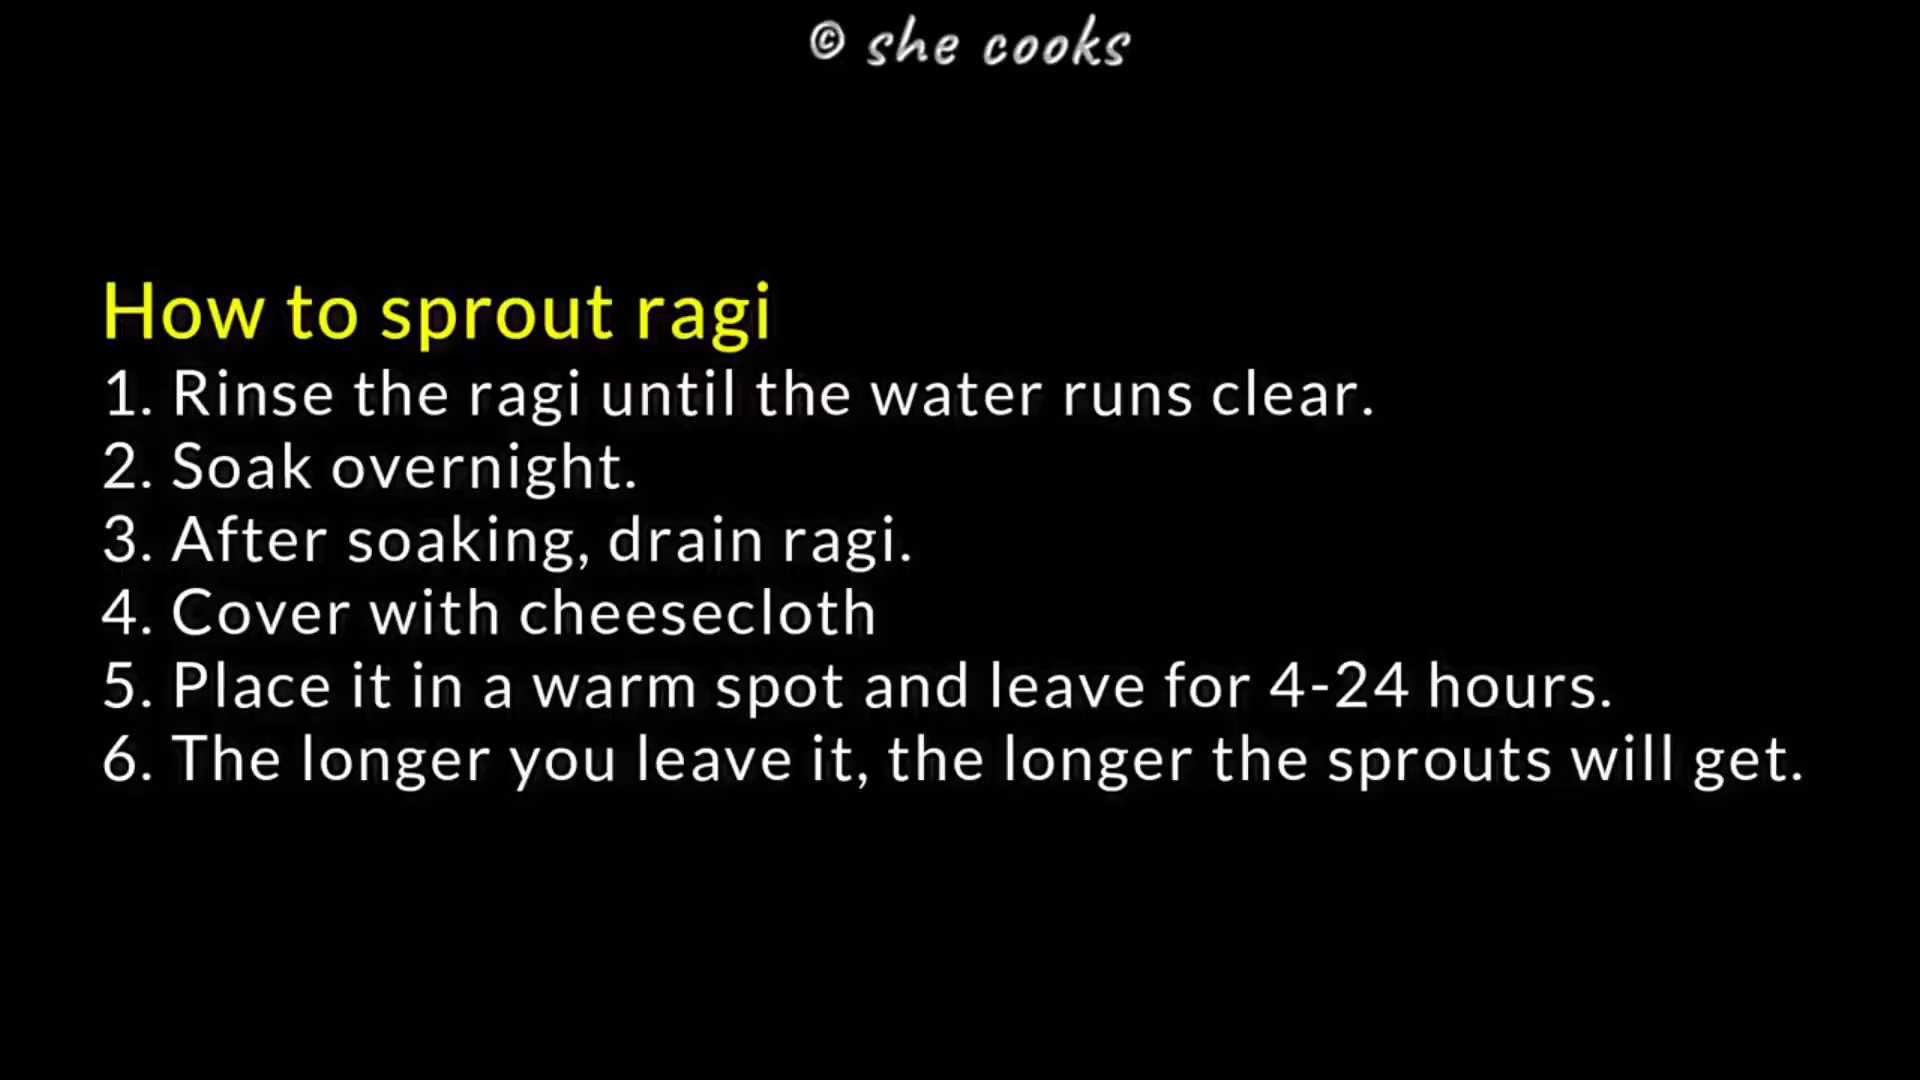 © she cooks
How to sprout ragi
1. Rinse the ragi until the water runs clear.
2. Soak overnight.
3. After soaking, drain ragi.
4. Cover with cheesecloth
5. Place it in a warm spot and leave for 4-24 hours.
6. The longer you leave it, the longer the sprouts will get.